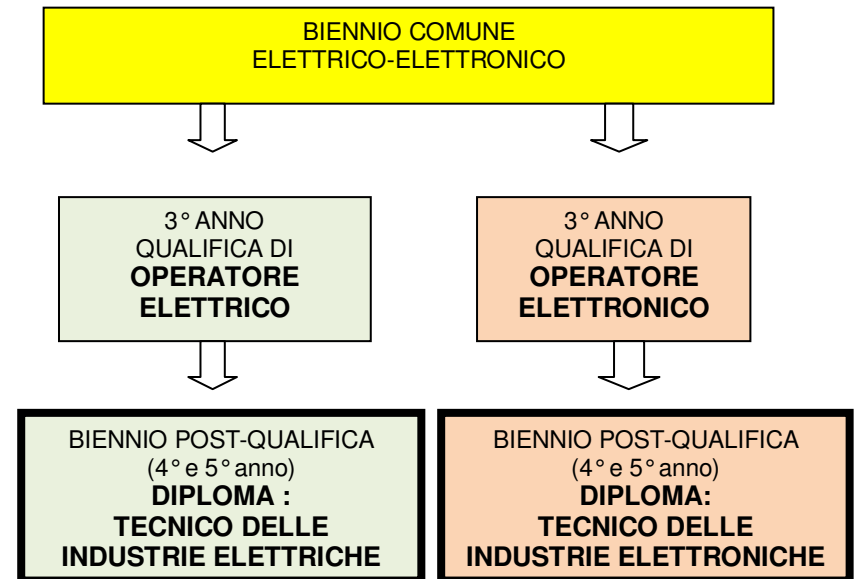 BIENNIO COMUNE
ELETTRICO-ELETTRONICO
3° ANNO
QUALIFICA DI
OPERATORE
ELETTRICO
3° ANNO
QUALIFICA DI
OPERATORE
ELETTRONICO
BIENNIO POST-QUALIFICA
(4° e 5° anno)
DIPLOMA :
TECNICO DELLE
INDUSTRIE ELETTRICHE
BIENNIO POST-QUALIFICA
(4° e 5° anno)
DIPLOMA:
TECNICO DELLE
INDUSTRIE ELETTRONICHE